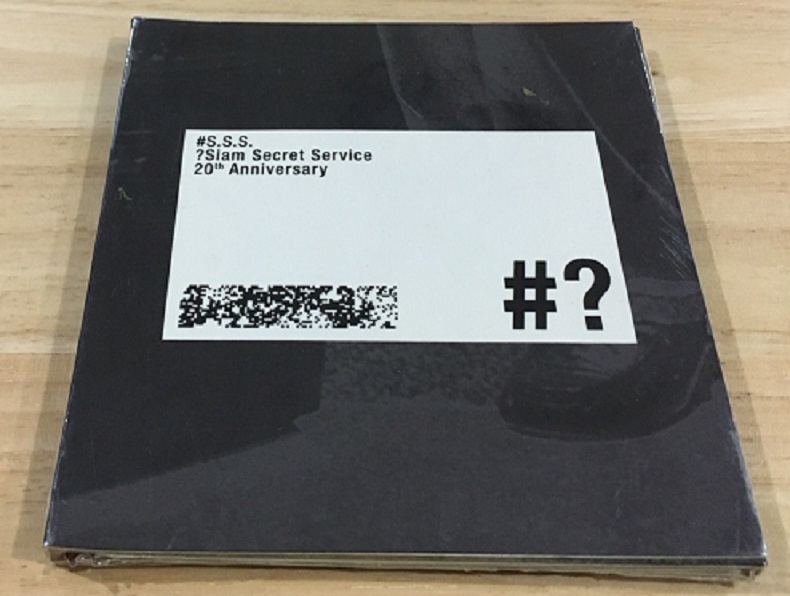 #S.S.S.
?Siam Secret Service
20th Anniversary
#?